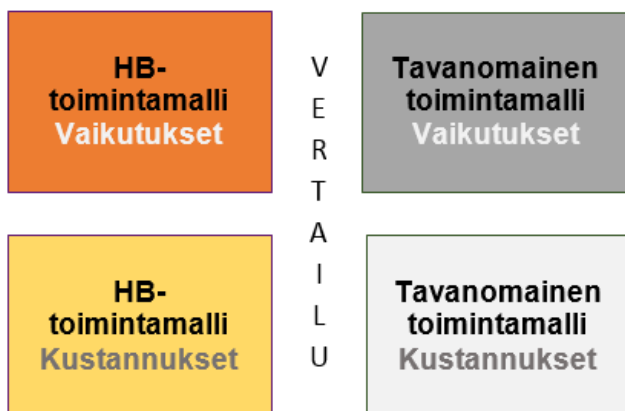 HB-
toimintamalli
Vaikutukset
V
E
R
T
A
I
L
U
Tavanomainen
toimintamalli
Vaikutukset
HB-
toimintamalli
Kustannukset
Tavanomainen
toimintamalli
Kustannukset